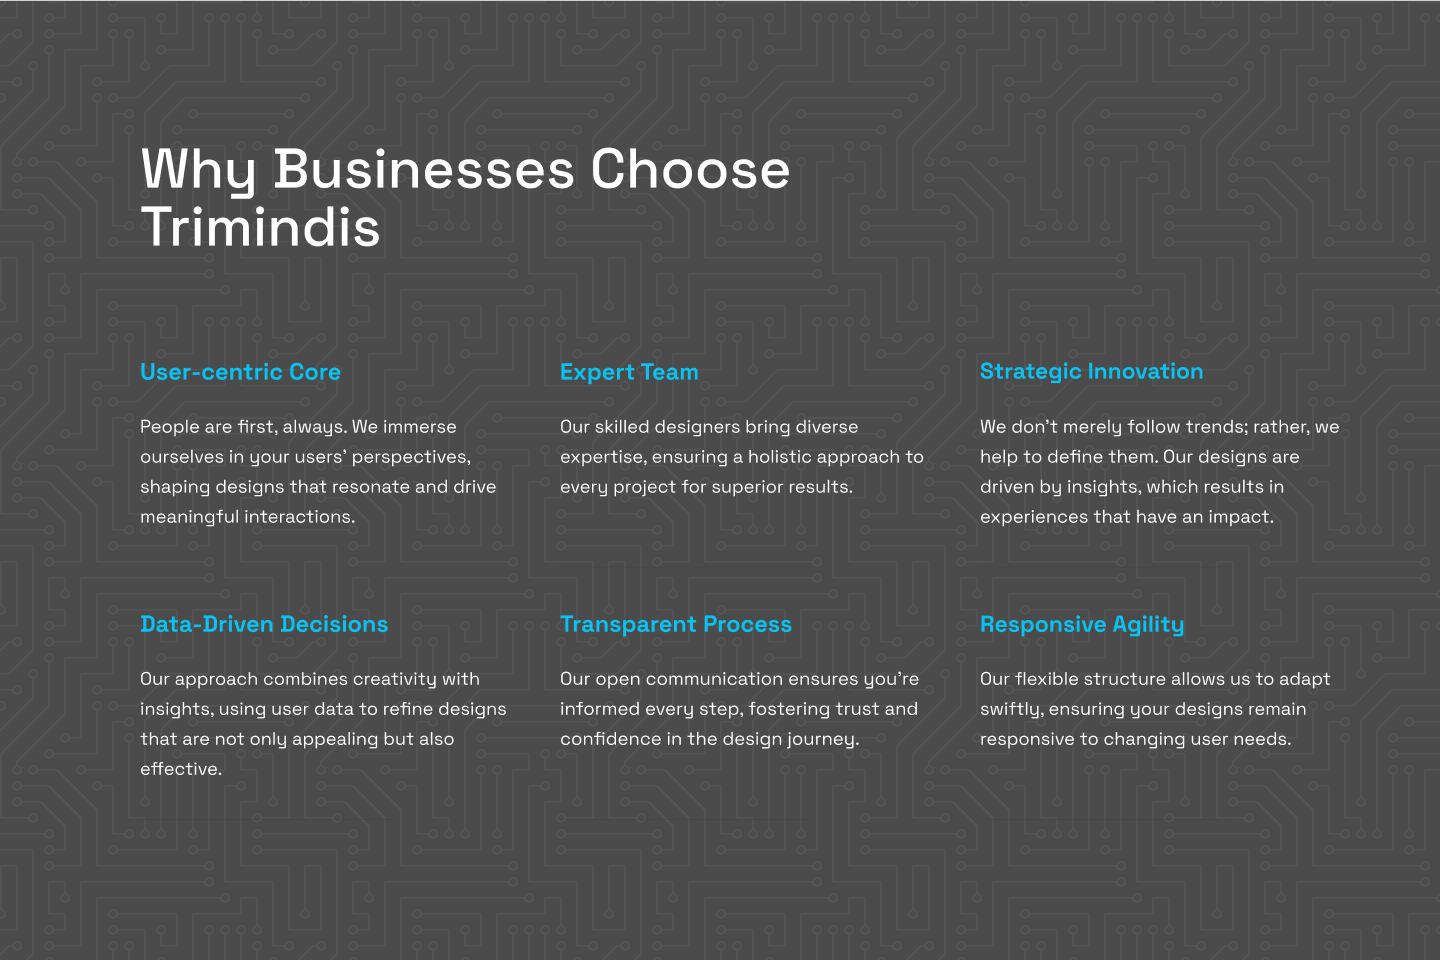 Why Businesses Choose
Trimindis
User-centric Core
People are first, always. We immerse
ourselves in your users' perspectives,
shaping designs that resonate and drive
meaningful interactions.
Expert Team
Our skilled designers bring diverse
expertise, ensuring a holistic approach to
every project for superior results.
Strategic Innovation
We don't merely follow trends; rather, we
help to define them. Our designs are
driven by insights, which results in
experiences that have an impact.
Data-Driven Decisions
Our approach combines creativity with
insights, using user data to refine designs
that are not only appealing but also
effective.
Transparent Process
Our open communication ensures you're
informed every step, fostering trust and
confidence in the design journey.
Responsive Agility
Our flexible structure allows us to adapt
swiftly, ensuring your designs remain
responsive to changing user needs.